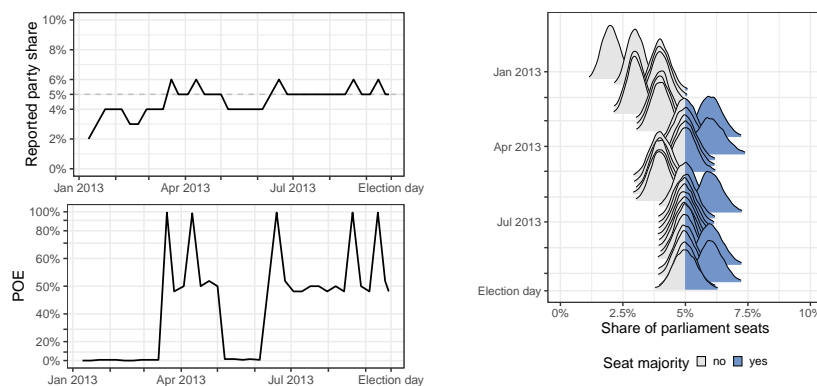 Reported party share
10%
8%
6%
5%
4%
2%
0%
Jan 2013
Apr 2013
Jul 2013
Election day
POE
100%
80%
50%
20%
0%
Jan 2013
Apr 2013
Jul 2013
Election day
Jan 2013
Apr 2013
Jul 2013
Election day
0%
2.5%
5%
7.5%
10%
Share of parliament seats
Seat majority no yes